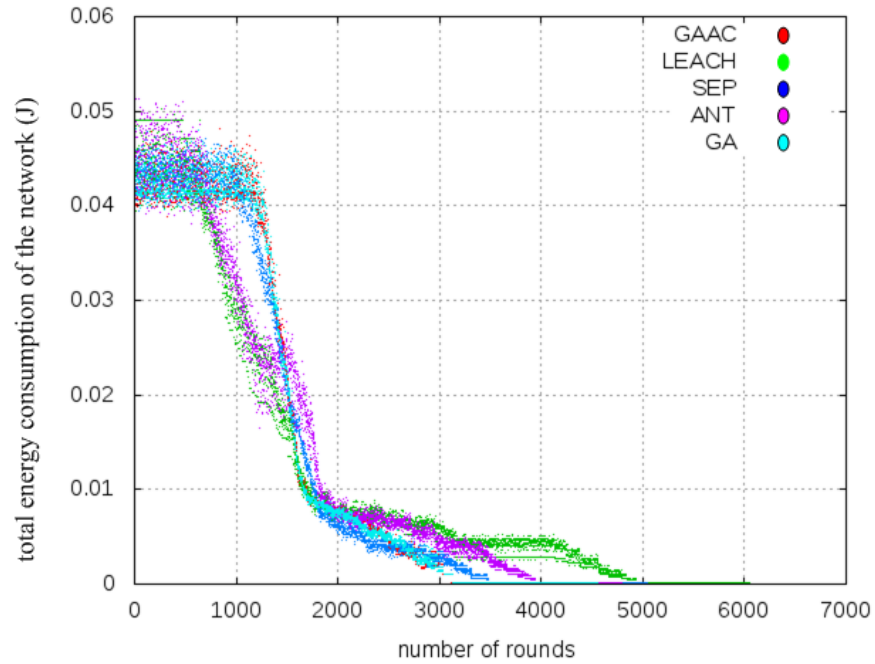 total energy consumption of the network (J)
0.06
0.05
0.04
0.03
0.02
0.01
0
GAAC
LEACH
SEP
ANT
GA
0 1000 2000 3000 4000 5000 6000 7000
number of rounds